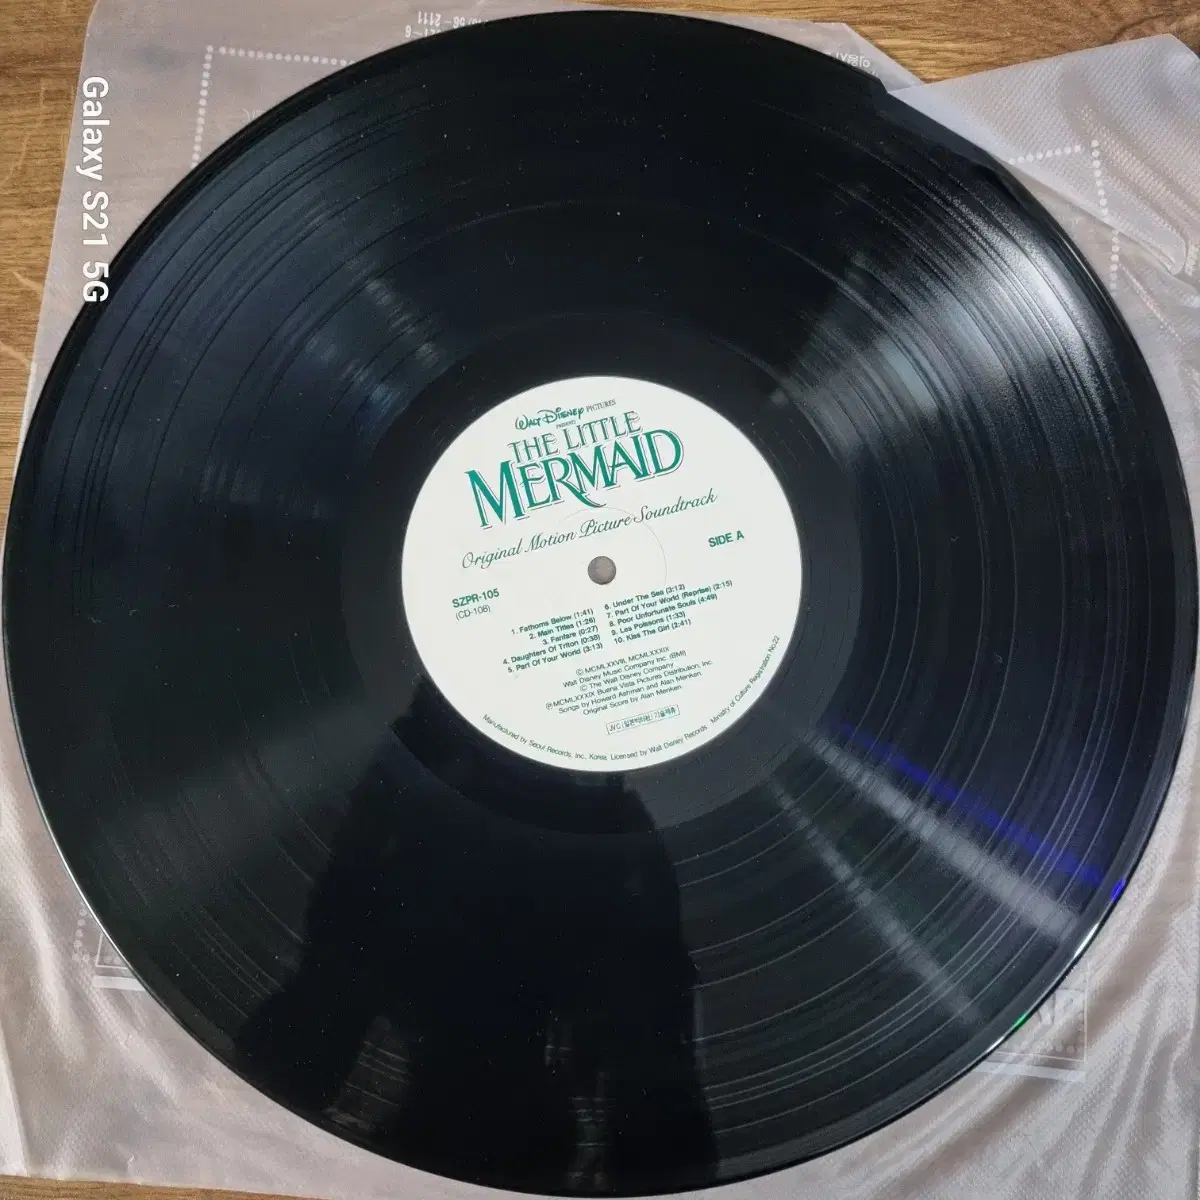 2111 - 56 (
321-6
Galaxy S21 5G
WALT DISNEY PICTURES
PRESENTS
THE LITTLE
MERMAID
Original Motion Picture Soundtrack
SIDE A
SZPR-105
(CD-106)
1. Fathoms Below (1:41)
2. Main Titles (1:26)
3. Fanfare (0:27)
4. Daughters Of Triton (0:38)
5. Part Of Your World (3:13)
6. Under The Sea (3:12)
7. Part Of Your World (Reprise) (2:15)
8. Poor Unfortunate Souls (4:49)
9. Les Poissons (1:33)
10. Kiss The Girl (2:41)
Ⓒ MCMLXXVIII, MCMLXXXIX
Walt Disney Music Company Inc. (BMI)
Ⓒ The Walt Disney Company
Ⓟ MCMLXXXIX Buena Vista Pictures Distribution, Inc.
Songs by Howard Ashman and Alan Menken.
Original Score by Alan Menken.
Manufactured by Seoul Records, Inc., Korea. Licensed by Walt Disney Records. Ministry of Culture Registration No.22